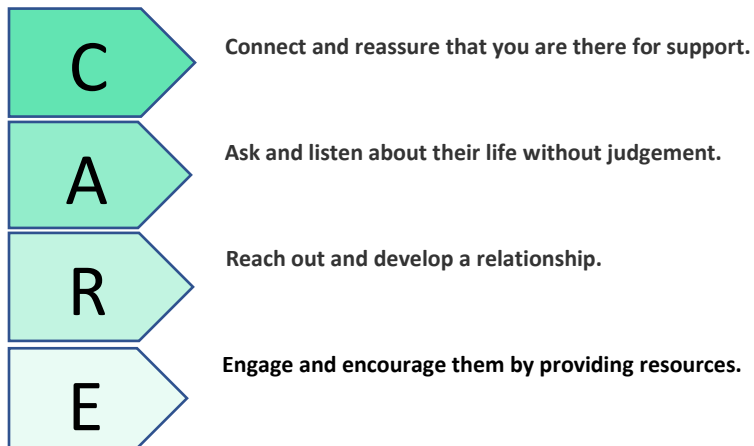 C
Connect and reassure that you are there for support.
A
Ask and listen about their life without judgement.
R
Reach out and develop a relationship.
E
Engage and encourage them by providing resources.